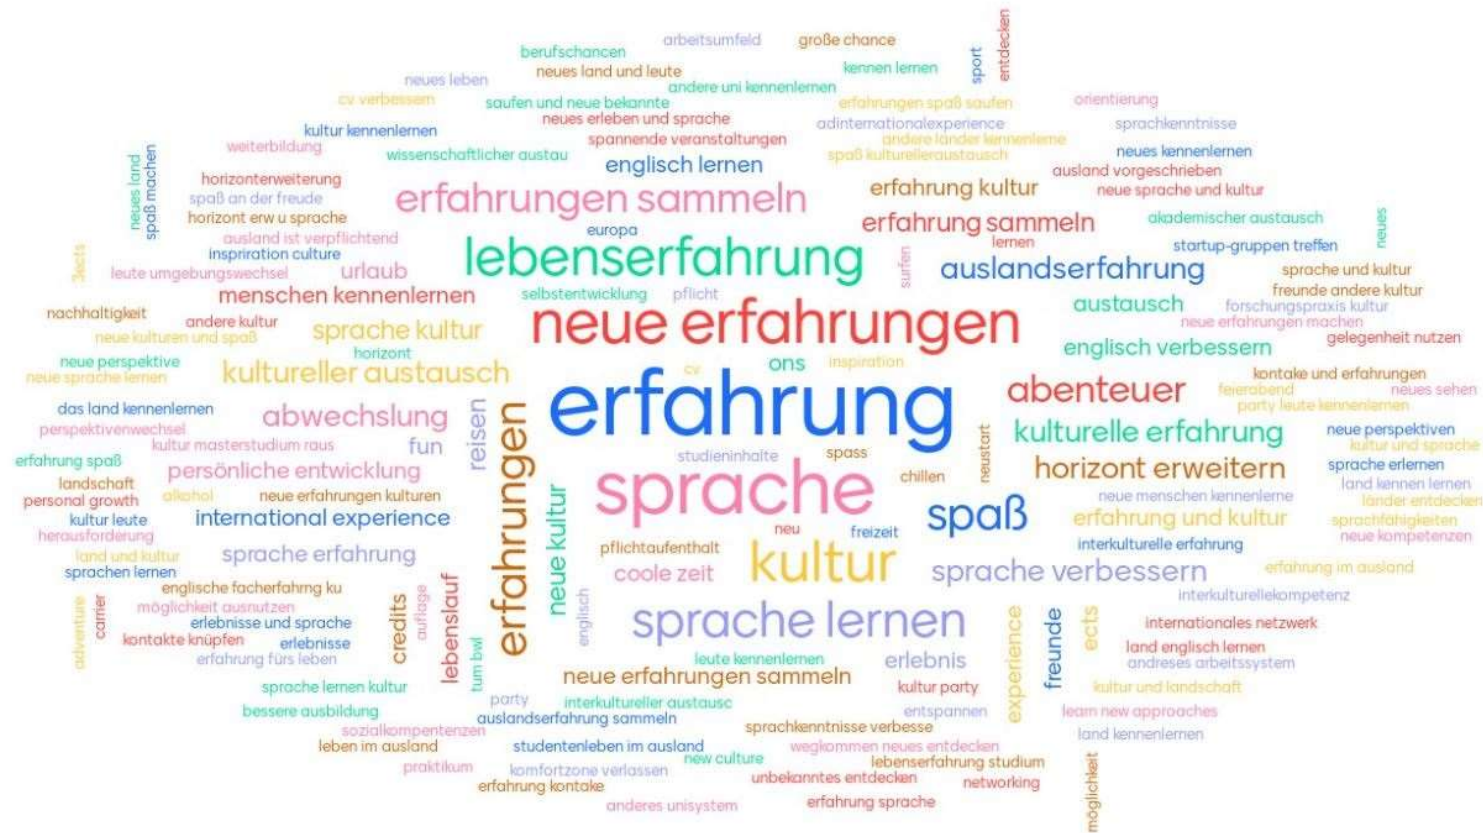 entdecken
arbeitsumfeld
große chance
berufschancen
sport
neues land und leute
kennen lernen
neues leben
andere uni kennenlernen
cv verbessern
saufen und neue bekannte
erfahrungen spaß saufen
orientierung
neues erleben und sprache
adinternationalexperience
sprachkenntnisse
kultur kennenlernen
spannende veranstaltungen
andere länder kennenlerne
weiterbildung
wissenschaftlicher austau
englisch lernen
spaß kulturelleraustausch
neues kennenlernen
neues land
spaß machen
horizonterweiterung
ausland vorgeschrieben
spaß an der freude
erfahrungen sammeln
erfahrung kultur
neue sprache und kultur
horizont erw u sprache
erfahrung sammeln
akademischer austausch
neues
ausland ist verpflichtend
europa
lernen
inspriration culture
lebenserfahrung
startup-gruppen treffen
3ects
leute umgebungswechsel
urlaub
surfen
auslandserfahrung
sprache und kultur
menschen kennenlernen
selbstentwicklung
pflicht
freunde andere kultur
austausch
forschungspraxis kultur
nachhaltigkeit
andere kultur
neue erfahrungen
neue erfahrungen machen
neue kulturen und spaß
sprache kultur
gelegenheit nutzen
horizont
englisch verbessern
neue perspektive
kultureller austausch
cv
ons
inspiration
neue sprache lernen
kontake und erfahrungen
erfahrung
abenteuer
feierabend
neues sehen
das land kennenlernen
abwechslung
party leute kennenlernen
perspektivenwechsel
reisen
erfahrungen
kulturelle erfahrung
neue perspektiven
kultur masterstudium raus
fun
kultur und sprache
erfahrung spaß
persönliche entwicklung
studieninhalte
spass
neustart
horizont erweitern
sprache erlernen
landschaft
chillen
land kennen lernen
personal growth
alkohol
neue erfahrungen kulturen
sprache
neue menschen kennenlerne
länder entdecken
kultur leute
international experience
neue kultur
spaß
erfahrung und kultur
sprachfähigkeiten
herausforderung
neu
freizeit
neue kompetenzen
land und kultur
sprache erfahrung
pflichtaufenthalt
kultur
interkulturelle erfahrung
sprachen lernen
coole zeit
sprache verbessern
erfahrung im ausland
englische facherfahrng ku
interkulturellekompetenz
adventure
carrier
möglichkeit ausnutzen
credits
auflage
lebenslauf
englisch
sprache lernen
experience
freunde
ects
erlebnisse und sprache
internationales netzwerk
kontakte knüpfen
erlebnisse
tum bwl
land englisch lernen
erfahrung fürs leben
leute kennenlernen
erlebnis
andreses arbeitssystem
neue erfahrungen sammeln
sprache lernen kultur
kultur party
kultur und landschaft
party
interkultureller austausc
bessere ausbildung
entspannen
learn new approaches
auslandserfahrung sammeln
sozialkompentenzen
sprachkenntnisse verbesse
land kennenlernen
leben im ausland
studentenleben im ausland
wegkommen neues entdecken
new culture
lebenserfahrung studium
möglichkeit
praktikum
komfortzone verlassen
unbekanntes entdecken
networking
erfahrung kontake
anderes unisystem
erfahrung sprache